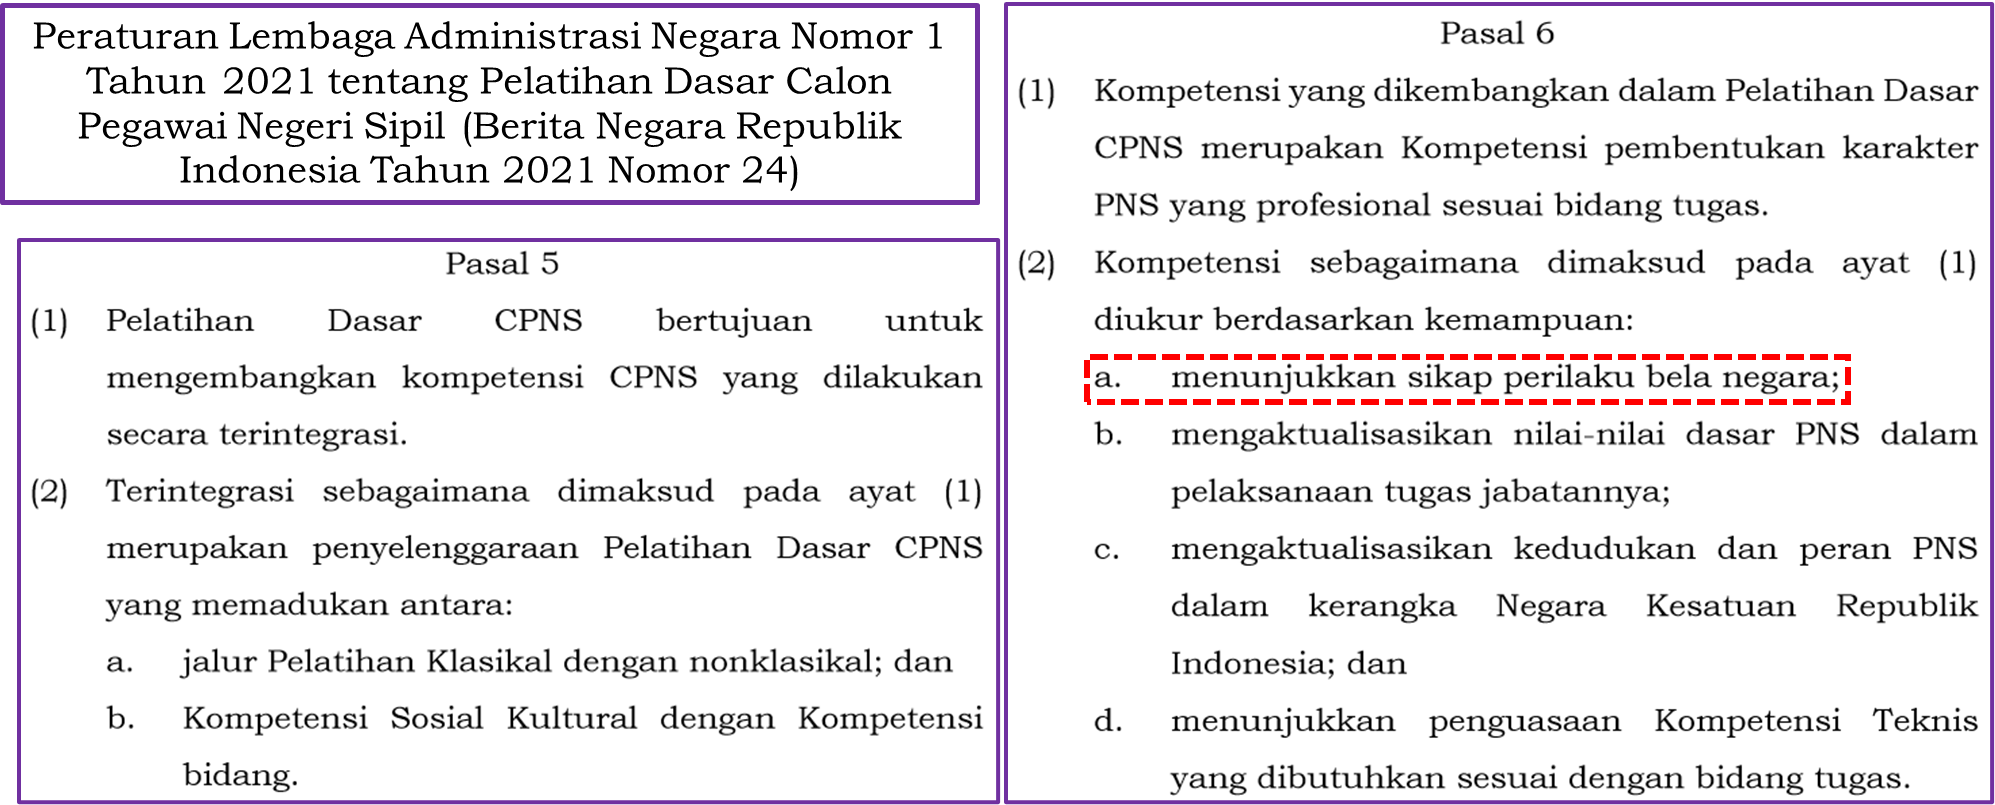 Peraturan Lembaga Administrasi Negara Nomor 1
Tahun 2021 tentang Pelatihan Dasar Calon
Pegawai Negeri Sipil (Berita Negara Republik
Indonesia Tahun 2021 Nomor 24)
Pasal 5
(1) Pelatihan Dasar CPNS bertujuan untuk
mengembangkan kompetensi CPNS yang dilakukan
secara terintegrasi.
(2) Terintegrasi sebagaimana dimaksud pada ayat (1)
merupakan penyelenggaraan Pelatihan Dasar CPNS
yang memadukan antara:
a. jalur Pelatihan Klasikal dengan nonklasikal; dan
b. Kompetensi Sosial Kultural dengan Kompetensi
bidang.
Pasal 6
(1) Kompetensi yang dikembangkan dalam Pelatihan Dasar
CPNS merupakan Kompetensi pembentukan karakter
PNS yang profesional sesuai bidang tugas.
(2) Kompetensi sebagaimana dimaksud pada ayat (1)
diukur berdasarkan kemampuan:
a. menunjukkan sikap perilaku bela negara;
b. mengaktualisasikan nilai-nilai dasar PNS dalam
pelaksanaan tugas jabatannya;
c. mengaktualisasikan kedudukan dan peran PNS
dalam kerangka Negara Kesatuan Republik
Indonesia; dan
d. menunjukkan penguasaan Kompetensi Teknis
yang dibutuhkan sesuai dengan bidang tugas.